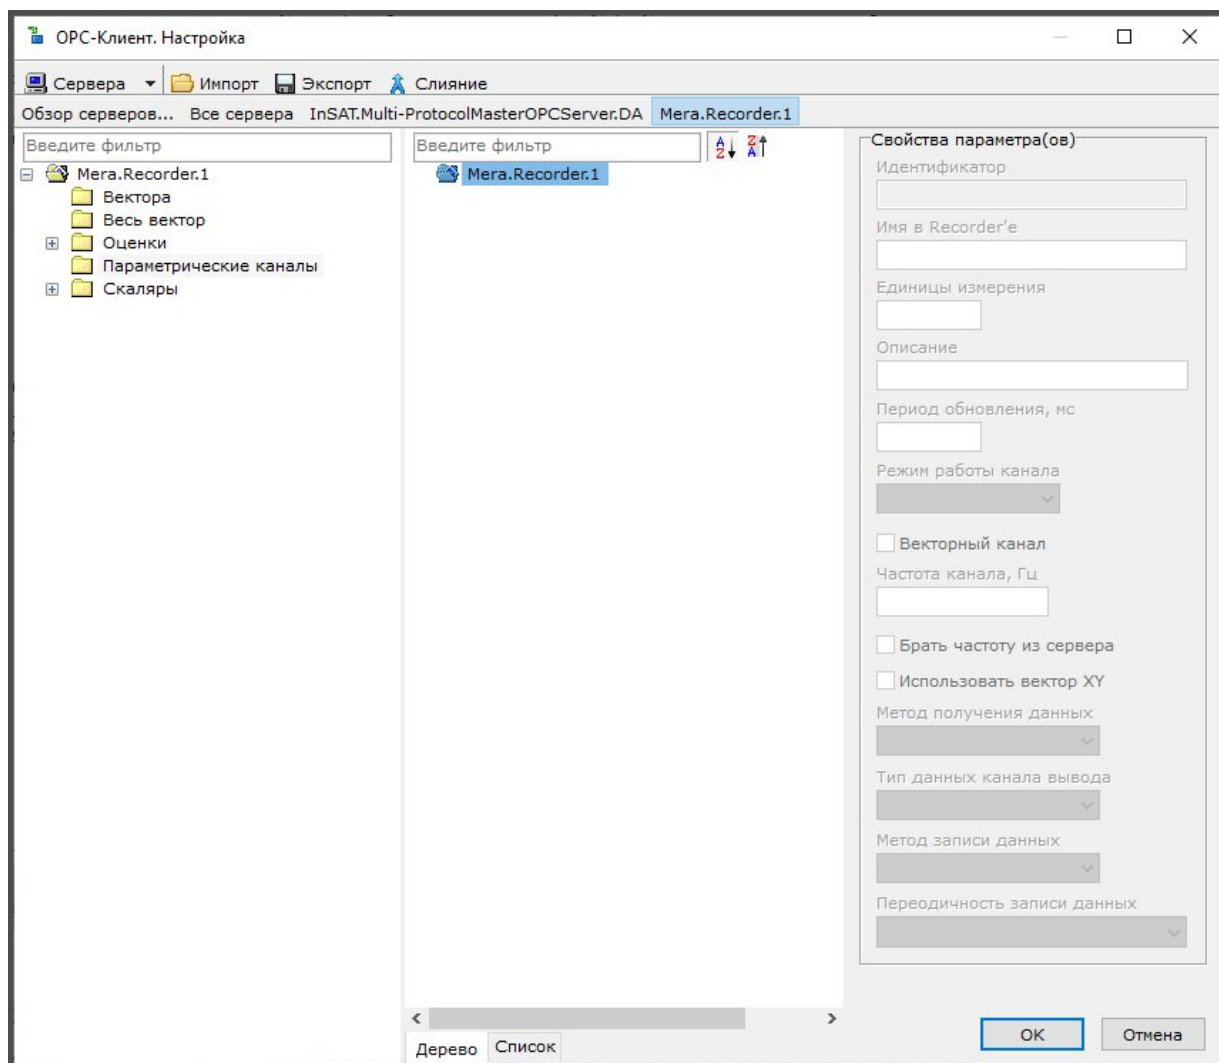 OPC-Клиент. Настройка
Сервера Импорт Экспорт Слияние
Обзор серверов... Все сервера InSAT.Multi-ProtocolMasterOPCServer.DA Mera.Recorder.1
Введите фильтр
Mera.Recorder.1
Вектора
Весь вектор
Оценки
Параметрические каналы
Скаляры
Введите фильтр
Mera.Recorder.1
Дерево Список
Свойства параметра(ов)
Идентификатор
Имя в Recorder'е
Единицы измерения
Описание
Период обновления, мс
Режим работы канала
Векторный канал
Частота канала, Гц
Брать частоту из сервера
Использовать вектор XY
Метод получения данных
Тип данных канала вывода
Метод записи данных
Переодичность записи данных
OK Отмена